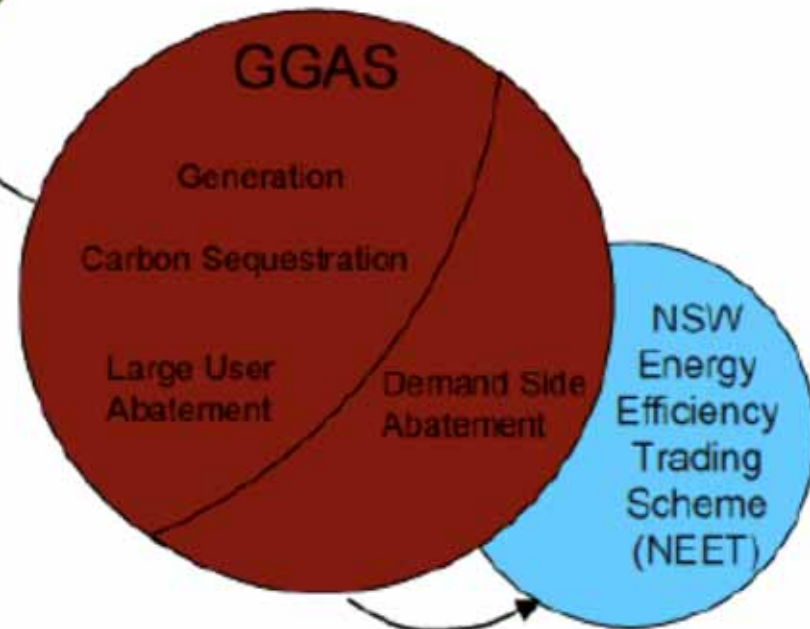 GGAS
Generation
Carbon Sequestration
Large User
Abatement
Demand Side
Abatement
NSW
Energy
Efficiency
Trading
Scheme
(NEET)